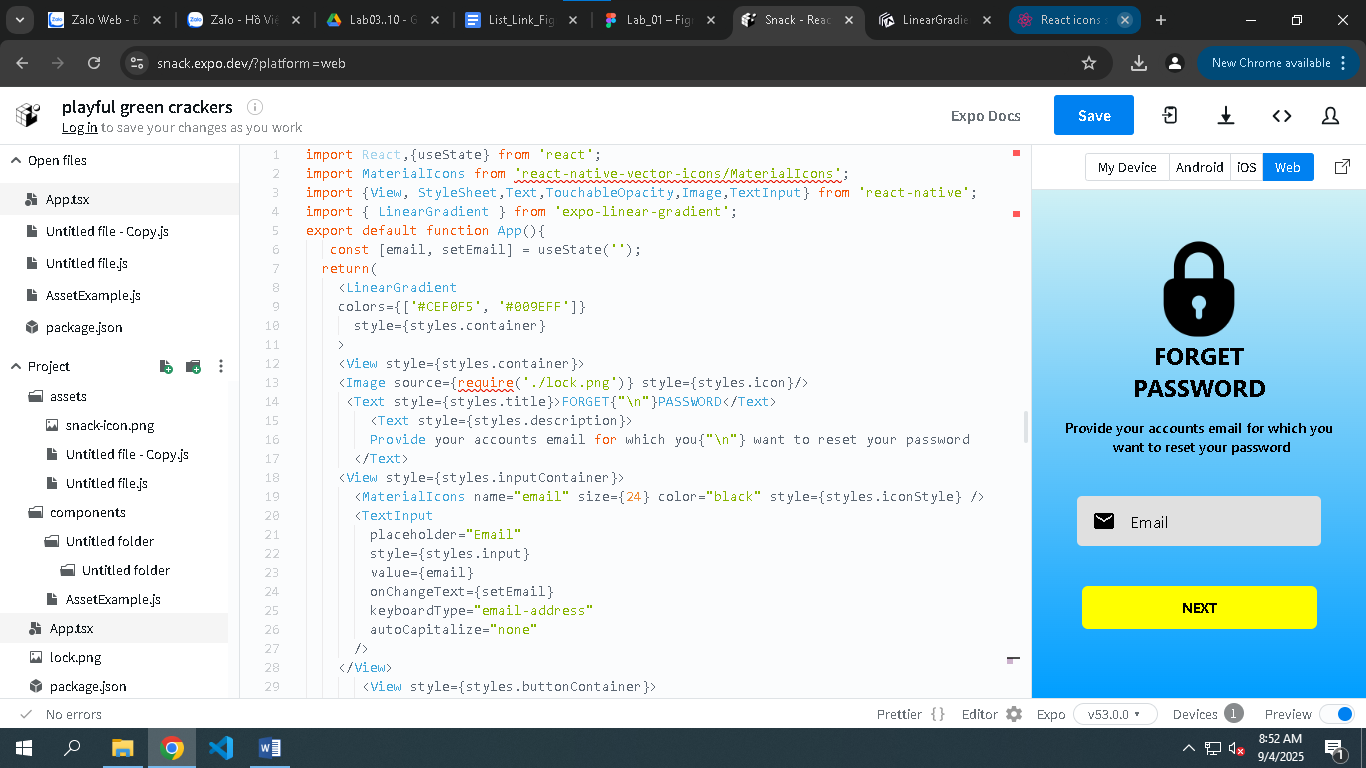 Zalo Web - Đ
Zalo - Hồ Vi
Lab03..10 - G
List_Link_Fig
Lab_01 – Figr
Snack - Reac
LinearGradie
React icons
snack.expo.dev/?platform=web
New Chrome available
playful green crackers
Log in to save your changes as you work
Expo Docs
Save
Open files
App.tsx
Untitled file - Copy.js
Untitled file.js
AssetExample.js
package.json
Project
assets
snack-icon.png
Untitled file - Copy.js
Untitled file.js
components
Untitled folder
Untitled folder
AssetExample.js
App.tsx
lock.png
package.json
1 import React,{useState} from 'react';
2 import MaterialIcons from 'react-native-vector-icons/MaterialIcons';
3 import {View, StyleSheet,Text,TouchableOpacity,Image,TextInput} from 'react-native';
4 import { LinearGradient } from 'expo-linear-gradient';
5 export default function App(){
6 const [email, setEmail] = useState('');
7 return(
8 <LinearGradient
9 colors={['#CEF0F5', '#009EFF']}
10 style={styles.container}
11 >
12 <View style={styles.container}>
13 <Image source={require('./lock.png')} style={styles.icon}/>
14 <Text style={styles.title}>FORGET{"\n"}PASSWORD</Text>
15 <Text style={styles.description}>
16 Provide your accounts email for which you{"\n"} want to reset your password
17 </Text>
18 <View style={styles.inputContainer}>
19 <MaterialIcons name="email" size={24} color="black" style={styles.iconStyle} />
20 <TextInput
21 placeholder="Email"
22 style={styles.input}
23 value={email}
24 onChangeText={setEmail}
25 keyboardType="email-address"
26 autoCapitalize="none"
27 />
28 </View>
29 <View style={styles.buttonContainer}>
My Device
Android
iOS
Web
FORGET
PASSWORD
Provide your accounts email for which you
want to reset your password
Email
NEXT
No errors
Prettier {}
Editor
Expo
v53.0.0
Devices 1
Preview
8:52 AM
9/4/2025
1